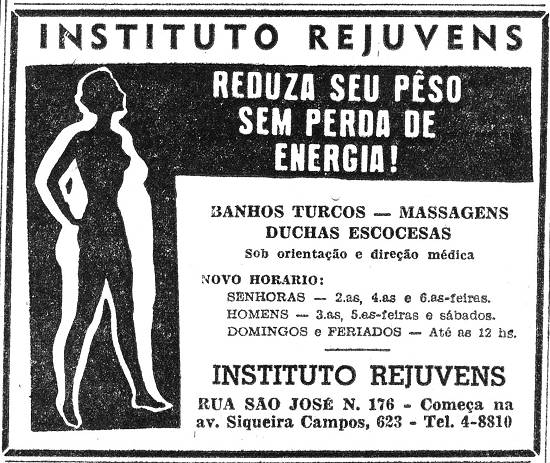 INSTITUTO REJUVENS
REDUZA SEU PÊSO
SEM PERDA DE
ENERGIA!
BANHOS TURCOS — MASSAGENS
DUCHAS ESCOCESAS
Sob orientação e direção médica
NOVO HORARIO:
SENHORAS — 2.as, 4.as e 6.as-feiras.
HOMENS — 3.as, 5.as-feiras e sábados.
DOMINGOS e FERIADOS — Até as 12 hs.
INSTITUTO REJUVENS
RUA SÃO JOSÉ N. 176 - Começa na
av. Siqueira Campos, 623 - Tel. 4-8810